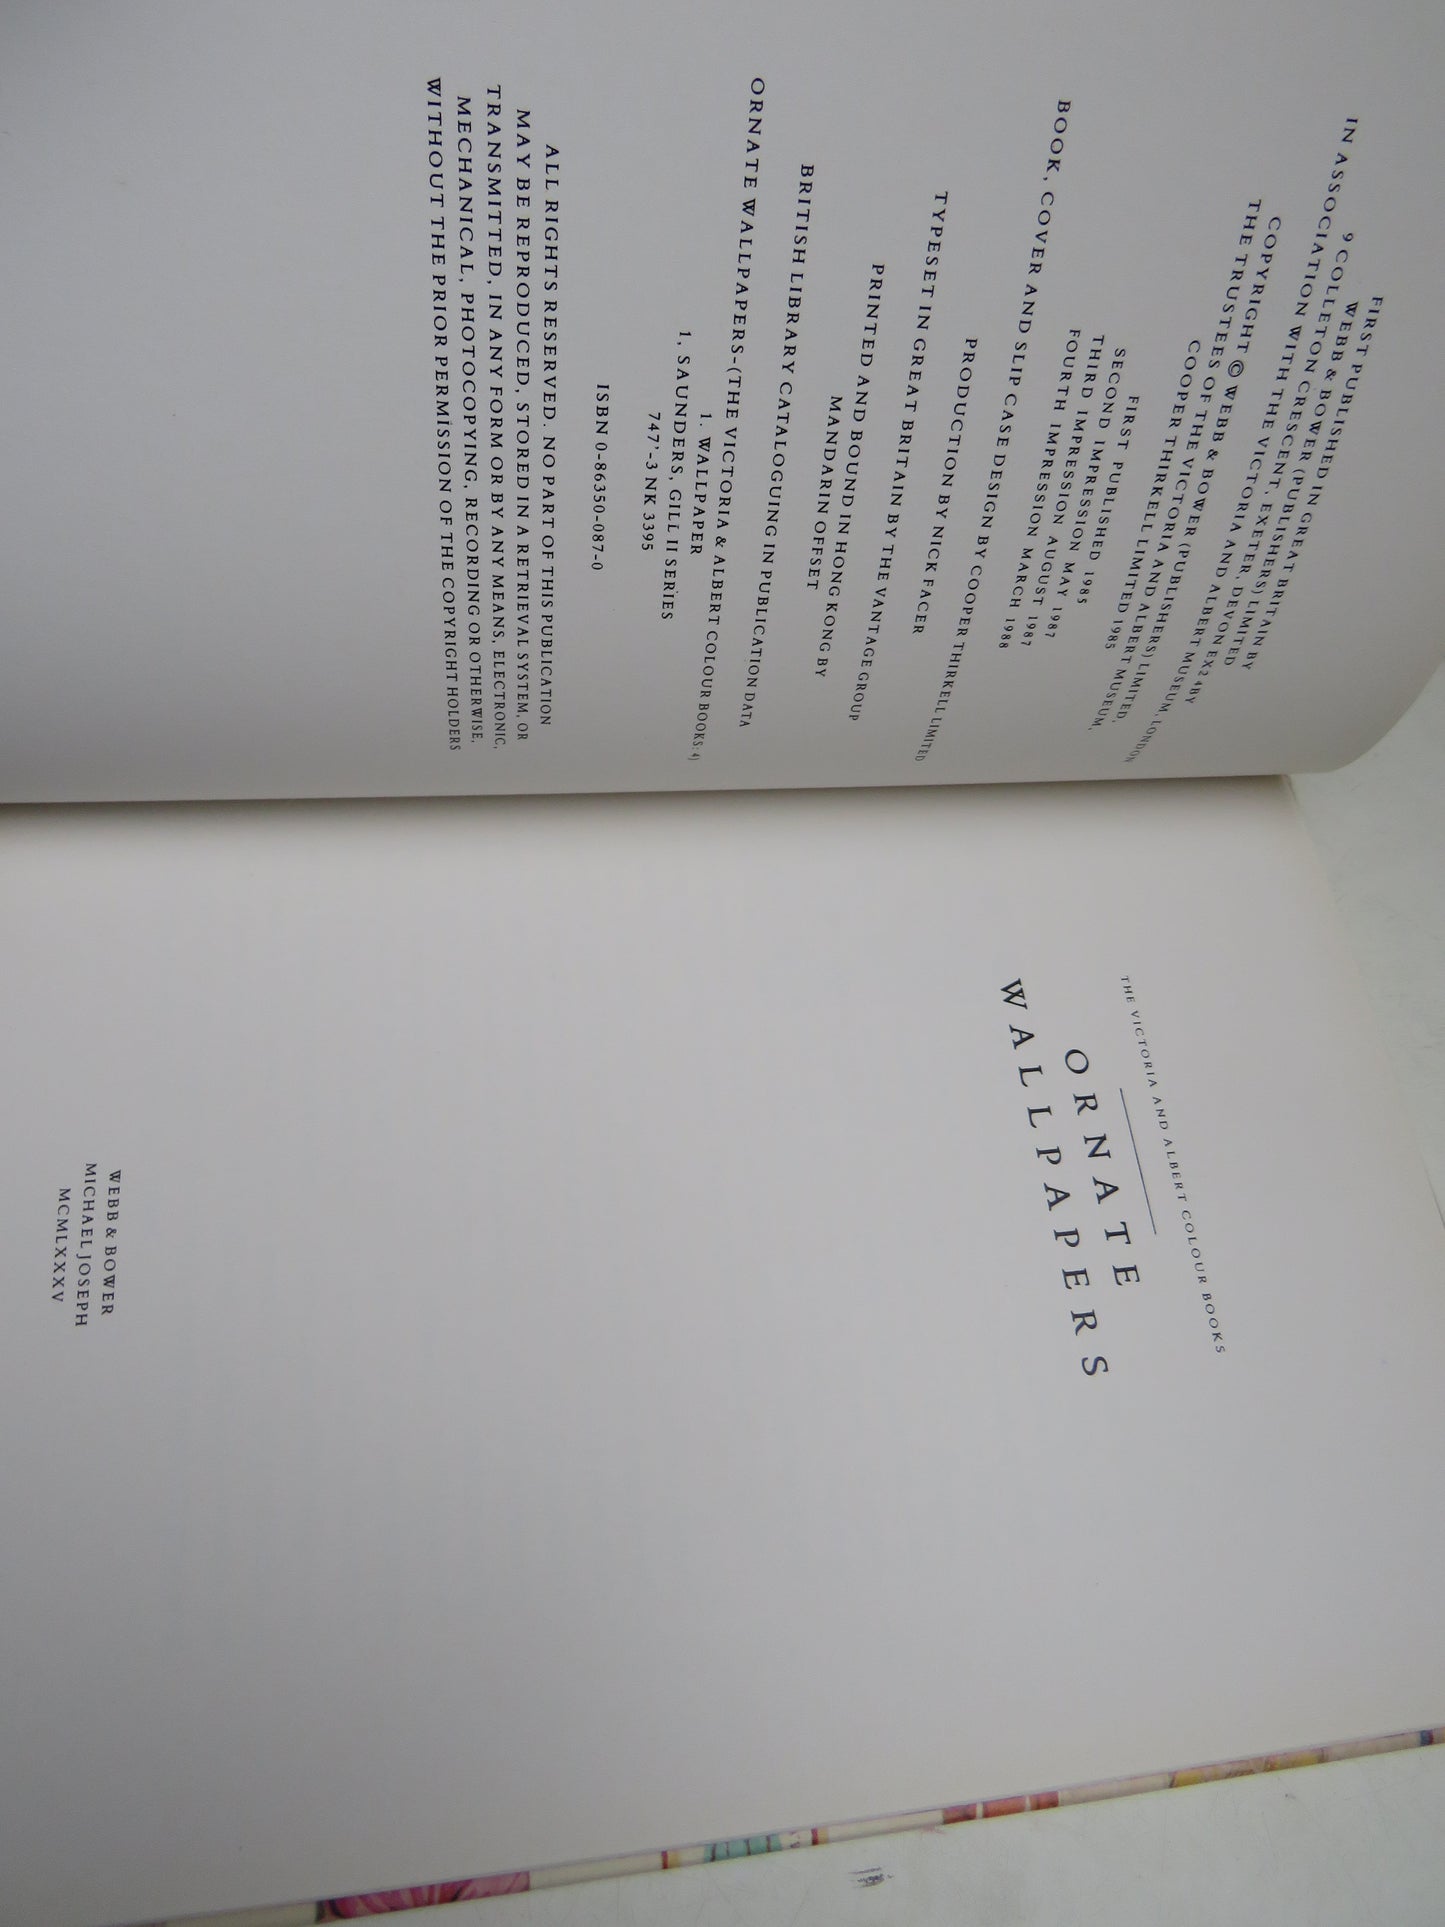 FIRST PUBLISHED IN GREAT BRITAIN BY
WEBB & BOWER (PUBLISHERS) LIMITED
9 COLLETON CRESCENT, EXETER, DEVON EX2 4BY
IN ASSOCIATION WITH THE VICTORIA AND ALBERT MUSEUM, LONDON
COPYRIGHT © WEBB & BOWER (PUBLISHERS) LIMITED,
THE TRUSTEES OF THE VICTORIA AND ALBERT MUSEUM,
COOPER THIRKELL LIMITED 1985
FIRST PUBLISHED 1985
SECOND IMPRESSION MAY 1987
THIRD IMPRESSION AUGUST 1987
FOURTH IMPRESSION MARCH 1988
BOOK, COVER AND SLIP CASE DESIGN BY COOPER THIRKELL LIMITED
PRODUCTION BY NICK FACER
TYPESET IN GREAT BRITAIN BY THE VANTAGE GROUP
PRINTED AND BOUND IN HONG KONG BY
MANDARIN OFFSET
BRITISH LIBRARY CATALOGUING IN PUBLICATION DATA
ORNATE WALLPAPERS-(THE VICTORIA & ALBERT COLOUR BOOKS: 4)
1. WALLPAPER
1, SAUNDERS, GILL II SERIES
747'-3 NK 3395
ISBN 0-86350-087-0
ALL RIGHTS RESERVED. NO PART OF THIS PUBLICATION
MAY BE REPRODUCED, STORED IN A RETRIEVAL SYSTEM, OR
TRANSMITTED, IN ANY FORM OR BY ANY MEANS, ELECTRONIC,
MECHANICAL, PHOTOCOPYING, RECORDING OR OTHERWISE,
WITHOUT THE PRIOR PERMISSION OF THE COPYRIGHT HOLDERS
THE VICTORIA AND ALBERT COLOUR BOOKS
ORNATE
WALLPAPERS
WEBB & BOWER
MICHAEL JOSEPH
MCMLXXXV